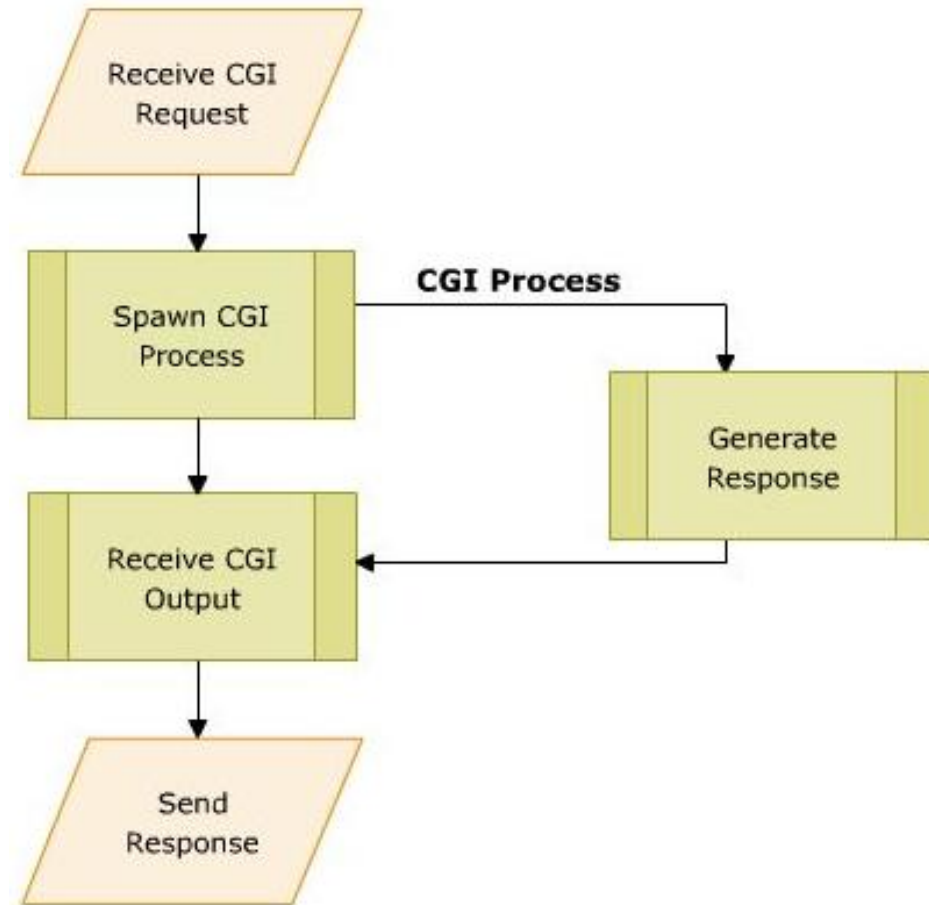 Receive CGI
Request
CGI Process
Spawn CGI
Process
Generate
Response
Receive CGI
Output
Send
Response